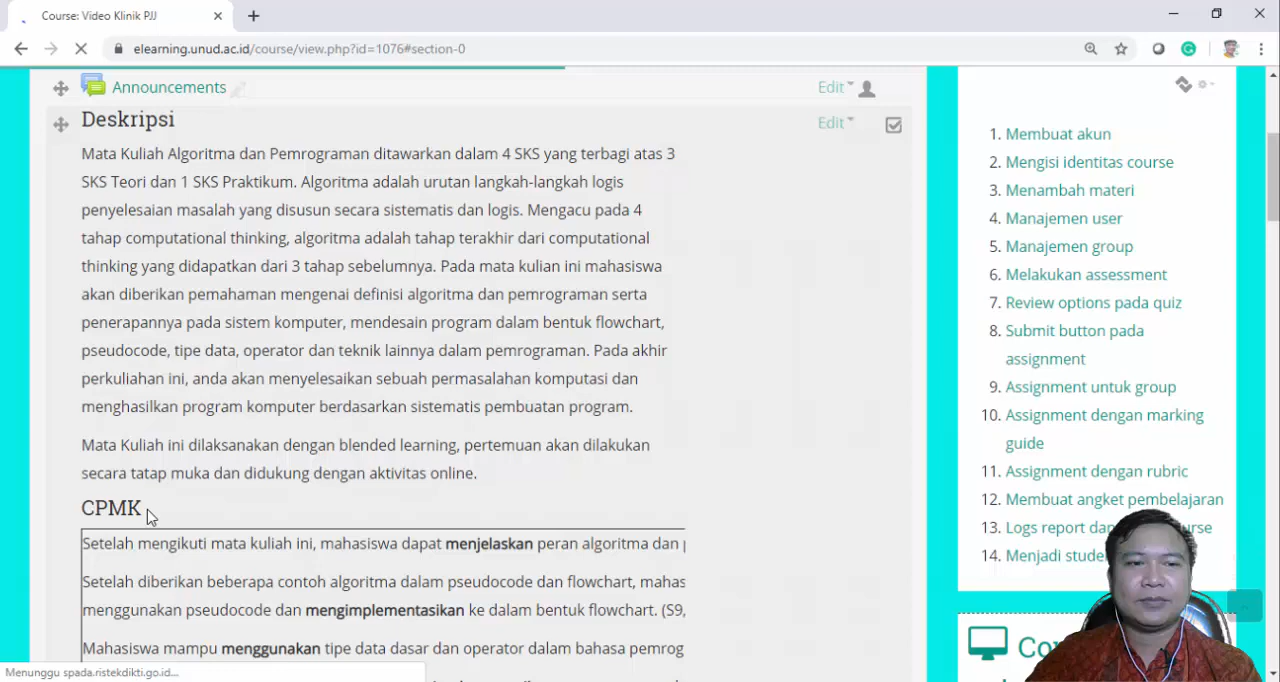 Course: Video Klinik PJJ
elearning.unud.ac.id/course/view.php?id=1076#section-0
Announcements
Edit
Deskripsi
Edit
Mata Kuliah Algoritma dan Pemrograman ditawarkan dalam 4 SKS yang terbagi atas 3
SKS Teori dan 1 SKS Praktikum. Algoritma adalah urutan langkah-langkah logis
penyelesaian masalah yang disusun secara sistematis dan logis. Mengacu pada 4
tahap computational thinking, algoritma adalah tahap terakhir dari computational
thinking yang didapatkan dari 3 tahap sebelumnya. Pada mata kulian ini mahasiswa
akan diberikan pemahaman mengenai definisi algoritma dan pemrograman serta
penerapannya pada sistem komputer, mendesain program dalam bentuk flowchart,
pseudocode, tipe data, operator dan teknik lainnya dalam pemrograman. Pada akhir
perkuliahan ini, anda akan menyelesaikan sebuah permasalahan komputasi dan
menghasilkan program komputer berdasarkan sistematis pembuatan program.
Mata Kuliah ini dilaksanakan dengan blended learning, pertemuan akan dilakukan
secara tatap muka dan didukung dengan aktivitas online.
CPMK
Setelah mengikuti mata kuliah ini, mahasiswa dapat menjelaskan peran algoritma dan
Setelah diberikan beberapa contoh algoritma dalam pseudocode dan flowchart, mahas
menggunakan pseudocode dan mengimplementasikan ke dalam bentuk flowchart. (S9,
Mahasiswa mampu menggunakan tipe data dasar dan operator dalam bahasa pemrog
Menunggu spada.ristekdikti.go.id...
1. Membuat akun
2. Mengisi identitas course
3. Menambah materi
4. Manajemen user
5. Manajemen group
6. Melakukan assessment
7. Review options pada quiz
8. Submit button pada
assignment
9. Assignment untuk group
10. Assignment dengan marking
guide
11. Assignment dengan rubric
12. Membuat angket pembelajaran
13. Logs report da
14. Menjadi stude
Co